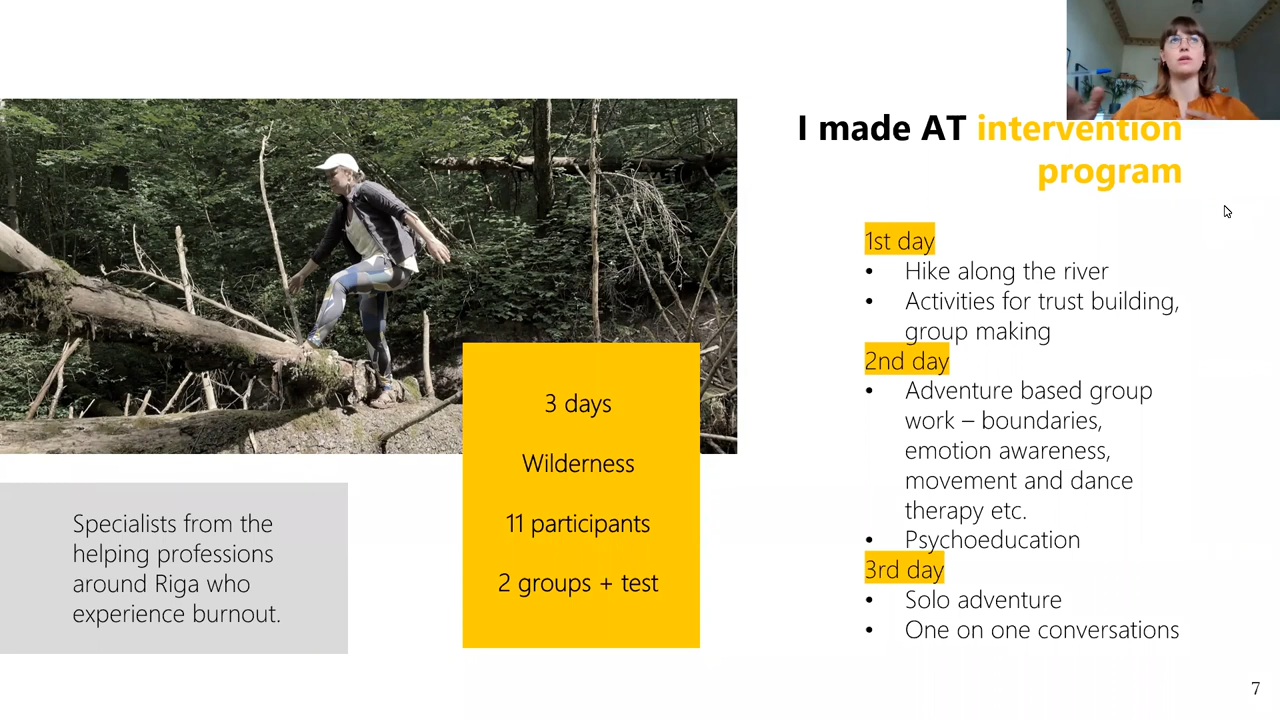 I made AT intervention
program
1st day
• Hike along the river
• Activities for trust building,
group making
2nd day
• Adventure based group
work – boundaries,
emotion awareness,
movement and dance
therapy etc.
• Psychoeducation
3rd day
• Solo adventure
• One on one conversations
3 days
Wilderness
11 participants
2 groups + test
Specialists from the
helping professions
around Riga who
experience burnout.
7